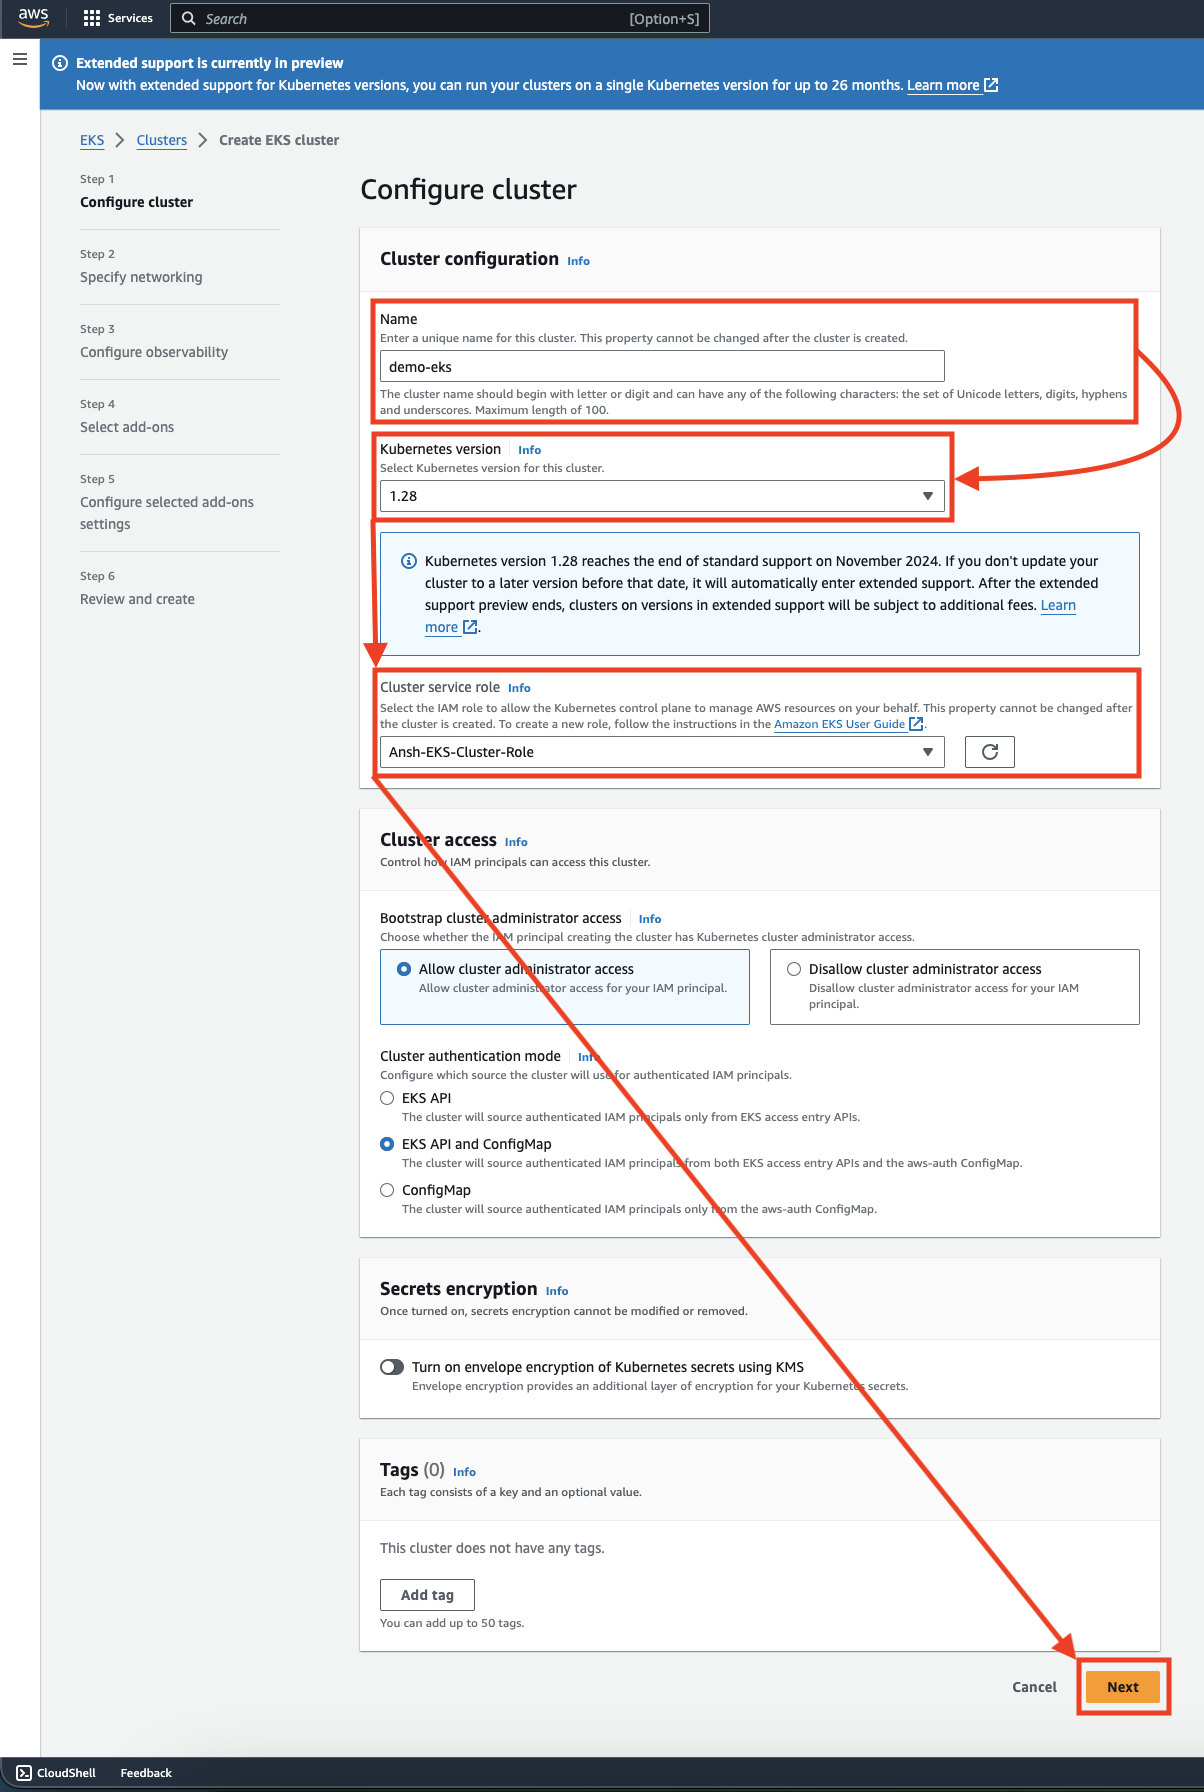 aws
Services
Search
[Option+S]
Extended support is currently in preview
Now with extended support for Kubernetes versions, you can run your clusters on a single Kubernetes version for up to 26 months. Learn more
EKS > Clusters > Create EKS cluster
Step 1
Configure cluster
Step 2
Specify networking
Step 3
Configure observability
Step 4
Select add-ons
Step 5
Configure selected add-ons
settings
Step 6
Review and create
Configure cluster
Cluster configuration Info
Name
Enter a unique name for this cluster. This property cannot be changed after the cluster is created.
demo-eks
The cluster name should begin with letter or digit and can have any of the following characters: the set of Unicode letters, digits, hyphens
and underscores. Maximum length of 100.
Kubernetes version Info
Select Kubernetes version for this cluster.
1.28
Kubernetes version 1.28 reaches the end of standard support on November 2024. If you don't update your
cluster to a later version before that date, it will automatically enter extended support. After the extended
support preview ends, clusters on versions in extended support will be subject to additional fees. Learn
more.
Cluster service role Info
Select the IAM role to allow the Kubernetes control plane to manage AWS resources on your behalf. This property cannot be changed after
the cluster is created. To create a new role, follow the instructions in the Amazon EKS User Guide.
Ansh-EKS-Cluster-Role
Cluster access Info
Control how IAM principals can access this cluster.
Bootstrap cluster administrator access Info
Choose whether the IAM principal creating the cluster has Kubernetes cluster administrator access.
Allow cluster administrator access
Allow cluster administrator access for your IAM principal.
Disallow cluster administrator access
Disallow cluster administrator access for your IAM
principal.
Cluster authentication mode Info
Configure which source the cluster will use for authenticated IAM principals.
EKS API
The cluster will source authenticated IAM principals only from EKS access entry APIs.
EKS API and ConfigMap
The cluster will source authenticated IAM principals from both EKS access entry APIs and the aws-auth ConfigMap.
ConfigMap
The cluster will source authenticated IAM principals only from the aws-auth ConfigMap.
Secrets encryption Info
Once turned on, secrets encryption cannot be modified or removed.
Turn on envelope encryption of Kubernetes secrets using KMS
Envelope encryption provides an additional layer of encryption for your Kubernetes secrets.
Tags (0) Info
Each tag consists of a key and an optional value.
This cluster does not have any tags.
Add tag
You can add up to 50 tags.
Cancel
Next
CloudShell
Feedback